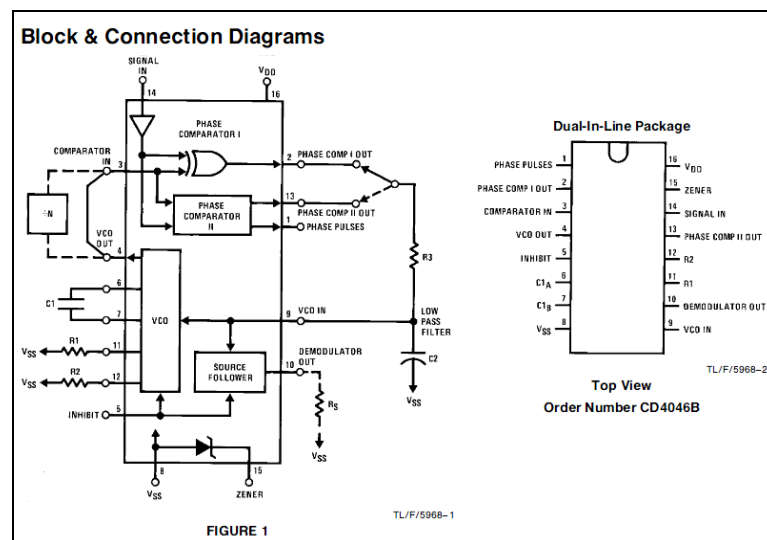 Block & Connection Diagrams
SIGNAL
IN
14
VDD
16
PHASE
COMPARATOR I
COMPARATOR
IN
3
2
PHASE COMP I OUT
÷N
VCO
OUT
4
PHASE
COMPARATOR
II
13
PHASE COMP II OUT
1
PHASE PULSES
R3
6
C1
7
VCO
9
VCO IN
LOW
PASS
FILTER
C2
VSS
VSS
R1
11
VSS
R2
12
SOURCE
FOLLOWER
DEMODULATOR
OUT
10
RS
VSS
INHIBIT
5
8
VSS
15
ZENER
TL/F/5968–1
FIGURE 1
Dual-In-Line Package
PHASE PULSES 1
PHASE COMP I OUT 2
COMPARATOR IN 3
VCO OUT 4
INHIBIT 5
C1A 6
C1B 7
VSS 8
16 VDD
15 ZENER
14 SIGNAL IN
13 PHASE COMP II OUT
12 R2
11 R1
10 DEMODULATOR OUT
9 VCO IN
TL/F/5968–2
Top View
Order Number CD4046B